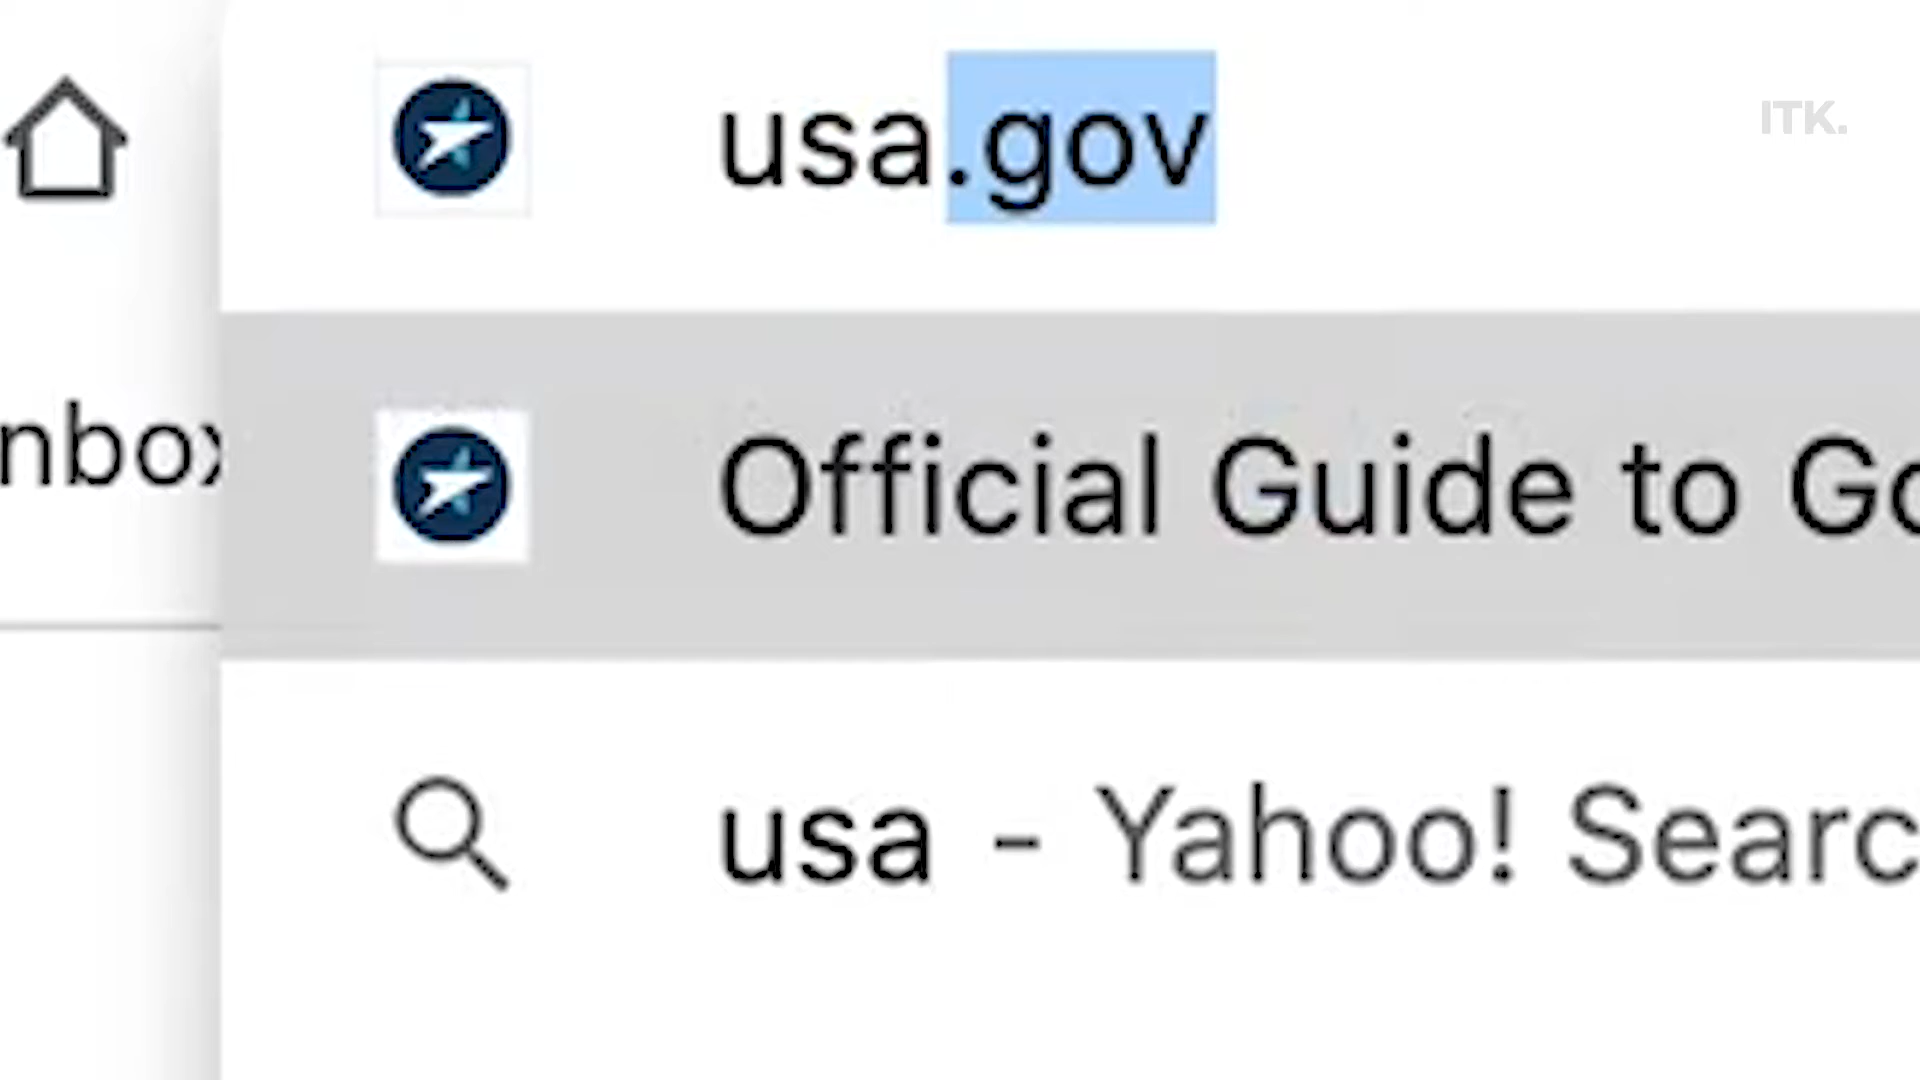 usa.gov
ITK.
nbox
Official Guide to Go
usa - Yahoo! Searc